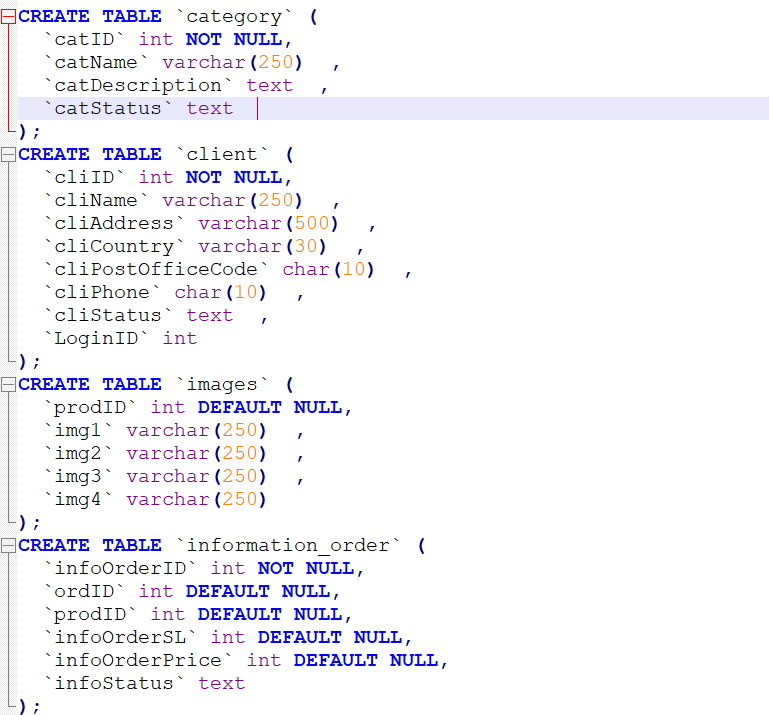 CREATE TABLE `category` (
  `catID` int NOT NULL,
  `catName` varchar(250)  ,
  `catDescription` text  ,
  `catStatus` text
);
CREATE TABLE `client` (
  `cliID` int NOT NULL,
  `cliName` varchar(250)  ,
  `cliAddress` varchar(500)  ,
  `cliCountry` varchar(30)  ,
  `cliPostOfficeCode` char(10)  ,
  `cliPhone` char(10)  ,
  `cliStatus` text  ,
  `LoginID` int
);
CREATE TABLE `images` (
  `prodID` int DEFAULT NULL,
  `img1` varchar(250)  ,
  `img2` varchar(250)  ,
  `img3` varchar(250)  ,
  `img4` varchar(250)
);
CREATE TABLE `information_order` (
  `infoOrderID` int NOT NULL,
  `ordID` int DEFAULT NULL,
  `prodID` int DEFAULT NULL,
  `infoOrderSL` int DEFAULT NULL,
  `infoOrderPrice` int DEFAULT NULL,
  `infoStatus` text
);